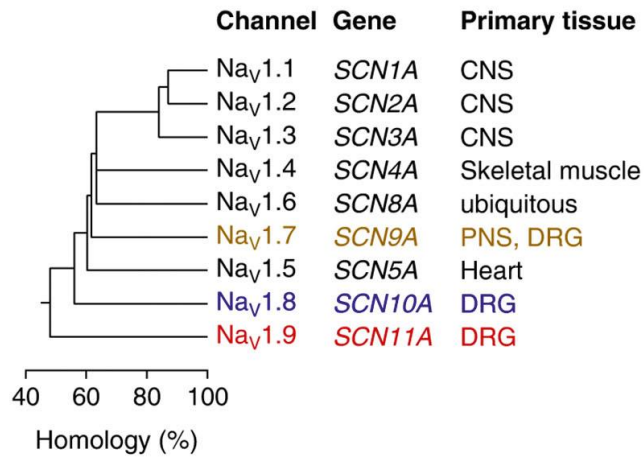 Channel Gene Primary tissue
NaV1.1 SCN1A CNS
NaV1.2 SCN2A CNS
NaV1.3 SCN3A CNS
NaV1.4 SCN4A Skeletal muscle
NaV1.6 SCN8A ubiquitous
NaV1.7 SCN9A PNS, DRG
NaV1.5 SCN5A Heart
NaV1.8 SCN10A DRG
NaV1.9 SCN11A DRG
40 60 80 100
Homology (%)